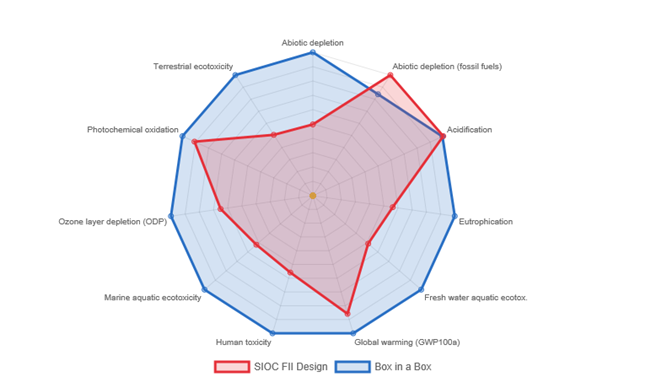 Abiotic depletion
Terrestrial ecotoxicity
Abiotic depletion (fossil fuels)
Photochemical oxidation
Acidification
Ozone layer depletion (ODP)
Eutrophication
Marine aquatic ecotoxicity
Fresh water aquatic ecotox.
Human toxicity
Global warming (GWP100a)
SIOC FII Design
Box in a Box